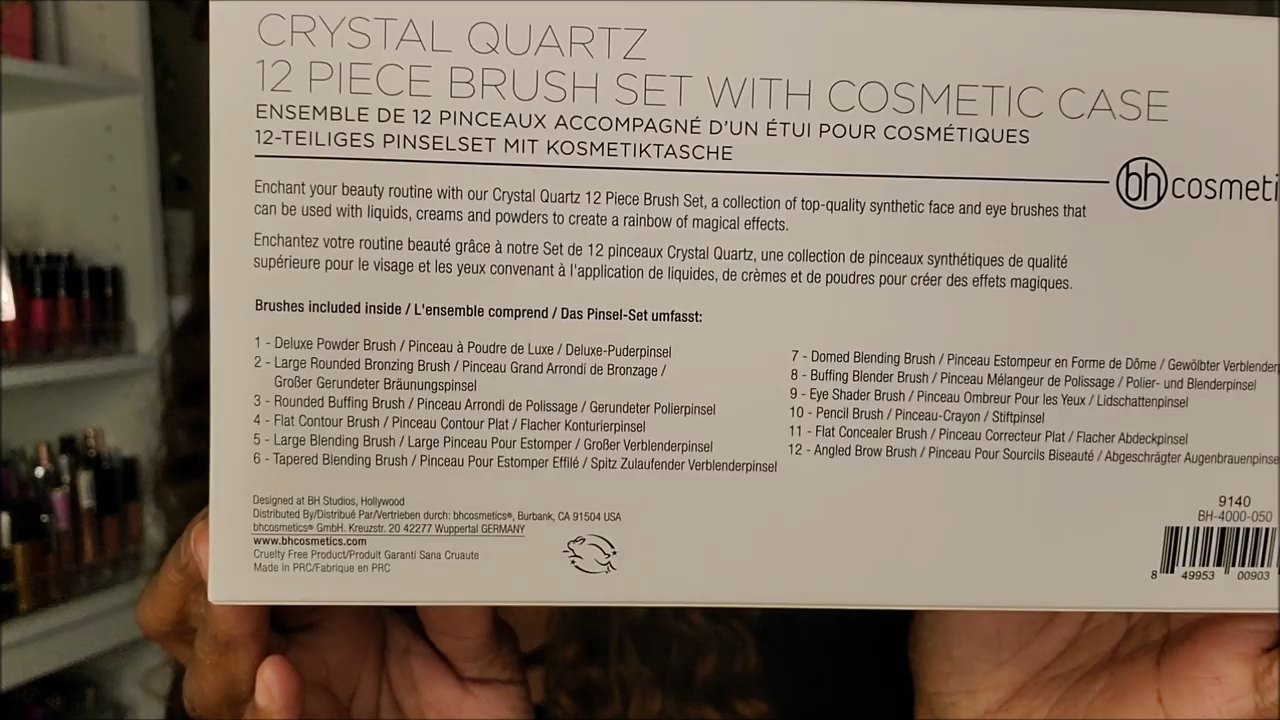 CRYSTAL QUARTZ
12 PIECE BRUSH SET WITH COSMETIC CASE
ENSEMBLE DE 12 PINCEAUX ACCOMPAGNÉ D'UN ÉTUI POUR COSMÉTIQUES
12-TEILIGES PINSELSET MIT KOSMETIKTASCHE
bh cosmeti
Enchant your beauty routine with our Crystal Quartz 12 Piece Brush Set, a collection of top-quality synthetic face and eye brushes that
can be used with liquids, creams and powders to create a rainbow of magical effects.
Enchantez votre routine beauté grâce à notre Set de 12 pinceaux Crystal Quartz, une collection de pinceaux synthétiques de qualité
supérieure pour le visage et les yeux convenant à l'application de liquides, de crèmes et de poudres pour créer des effets magiques.
Brushes included inside / L'ensemble comprend / Das Pinsel-Set umfasst:
1 - Deluxe Powder Brush / Pinceau à Poudre de Luxe / Deluxe-Puderpinsel
2 - Large Rounded Bronzing Brush / Pinceau Grand Arrondi de Bronzage /
Großer Gerundeter Bräunungspinsel
3 - Rounded Buffing Brush / Pinceau Arrondi de Polissage / Gerundeter Polierpinsel
4 - Flat Contour Brush / Pinceau Contour Plat / Flacher Konturierpinsel
5 - Large Blending Brush / Large Pinceau Pour Estomper / Großer Verblenderpinsel
6 - Tapered Blending Brush / Pinceau Pour Estomper Effilé / Spitz Zulaufender Verblenderpinsel
7 - Domed Blending Brush / Pinceau Estompeur en Forme de Dôme / Gewölbter Verblender
8 - Buffing Blender Brush / Pinceau Mélangeur de Polissage / Polier- und Blenderpinsel
9 - Eye Shader Brush / Pinceau Ombreur Pour les Yeux / Lidschattenpinsel
10 - Pencil Brush / Pinceau-Crayon / Stiftpinsel
11 - Flat Concealer Brush / Pinceau Correcteur Plat / Flacher Abdeckpinsel
12 - Angled Brow Brush / Pinceau Pour Sourcils Biseauté / Abgeschrägter Augenbrauenpinse
Designed at BH Studios, Hollywood
Distributed By/Distribué Par/Vertrieben durch: bhcosmetics®, Burbank, CA 91504 USA
bhcosmetics® GmbH. Kreuzstr. 20 42277 Wuppertal GERMANY
www.bhcosmetics.com
Cruelty Free Product/Produit Garanti Sana Cruaute
Made in PRC/Fabrique en PRC
9140
BH-4000-050
8 49953 00903